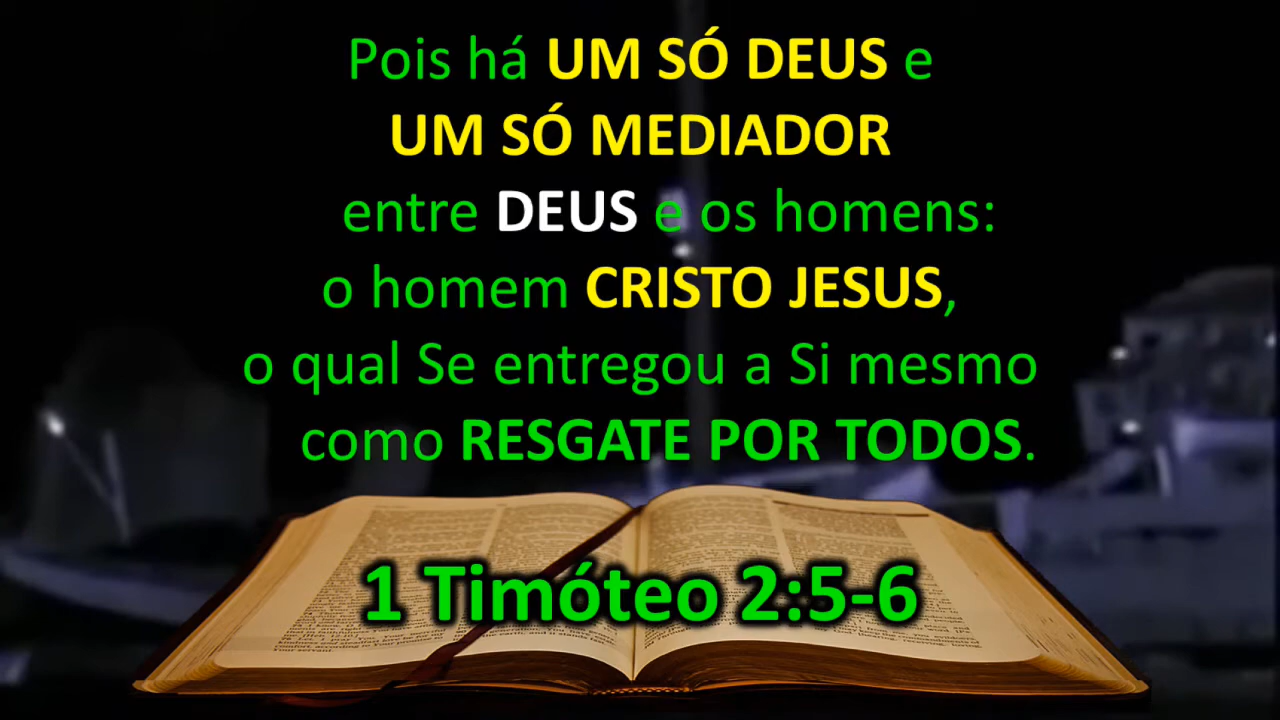 Pois há UM SÓ DEUS e
UM SÓ MEDIADOR
entre DEUS e os homens:
o homem CRISTO JESUS,
o qual Se entregou a Si mesmo
como RESGATE POR TODOS.
1 Timóteo 2:5-6